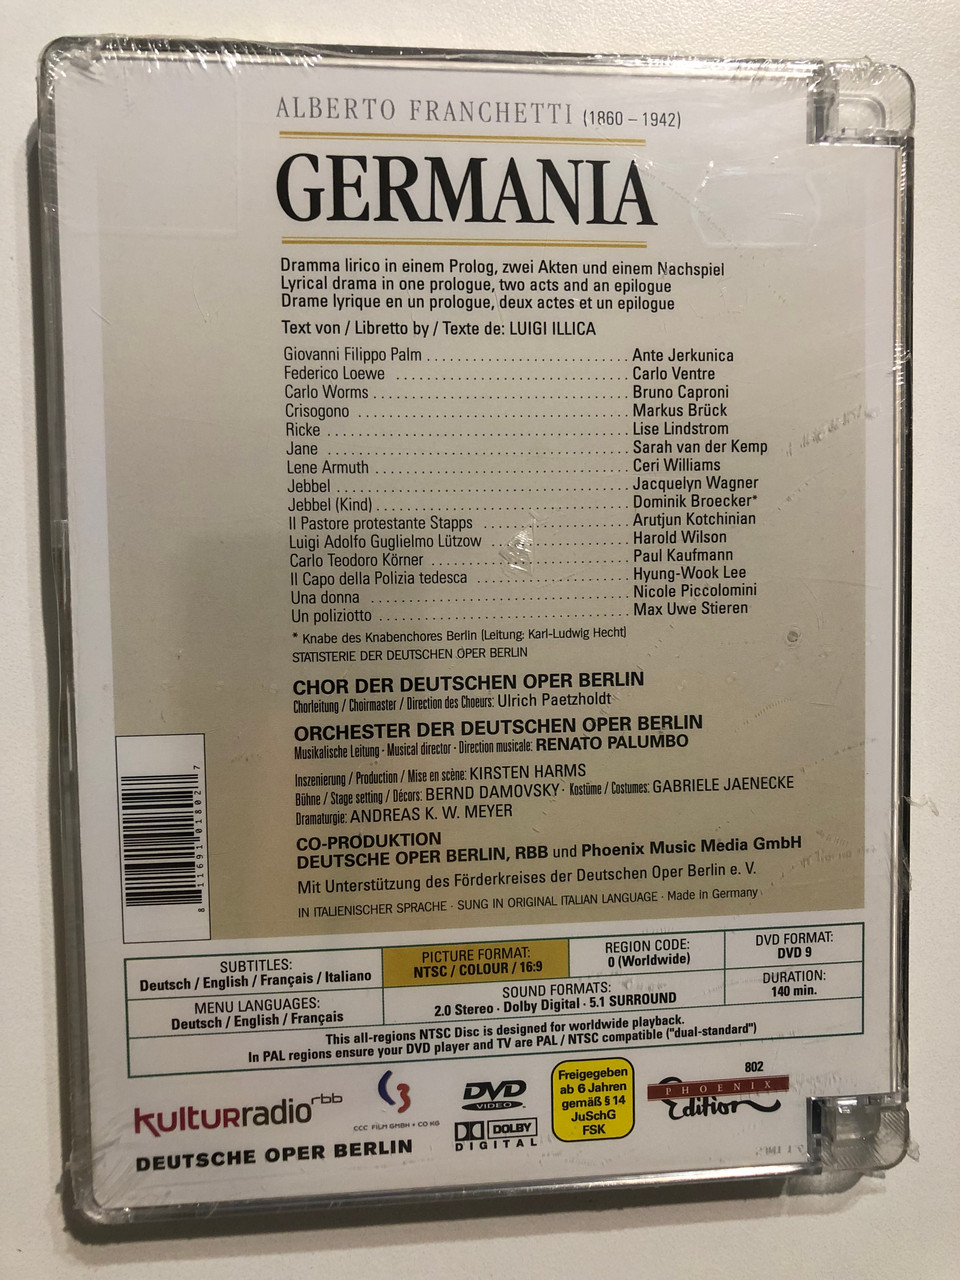 ALBERTO FRANCHETTI (1860 – 1942)
GERMANIA
Dramma lirico in einem Prolog, zwei Akten und einem Nachspiel
Lyrical drama in one prologue, two acts and an epilogue
Drame lyrique en un prologue, deux actes et un epilogue
Text von / Libretto by / Texte de: LUIGI ILLICA
Giovanni Filippo Palm ........................ Ante Jerkunica
Federico Loewe ........................ Carlo Ventre
Carlo Worms ........................ Bruno Caproni
Crisogono ........................ Markus Brück
Ricke ........................ Lise Lindstrom
Jane ........................ Sarah van der Kemp
Lene Armuth ........................ Ceri Williams
Jebbel ........................ Jacquelyn Wagner
Jebbel (Kind) ........................ Dominik Broecker*
Il Pastore protestante Stapps ........................ Arutjun Kotchinian
Luigi Adolfo Guglielmo Lützow ........................ Harold Wilson
Carlo Teodoro Körner ........................ Paul Kaufmann
Il Capo della Polizia tedesca ........................ Hyung-Wook Lee
Una donna ........................ Nicole Piccolomini
Un poliziotto ........................ Max Uwe Stieren
* Knabe des Knabenchores Berlin (Leitung: Karl-Ludwig Hecht)
STATISTERIE DER DEUTSCHEN OPER BERLIN
CHOR DER DEUTSCHEN OPER BERLIN
Chorleitung / Choirmaster / Direction des Choeurs: Ulrich Paetzholdt
ORCHESTER DER DEUTSCHEN OPER BERLIN
Musikalische Leitung · Musical director · Direction musicale: RENATO PALUMBO
Inszenierung / Production / Mise en scène: KIRSTEN HARMS
Bühne / Stage setting / Décors: BERND DAMOVSKY · Kostüme / Costumes: GABRIELE JAENECKE
Dramaturgie: ANDREAS K. W. MEYER
CO-PRODUKTION
DEUTSCHE OPER BERLIN, RBB und Phoenix Music Media GmbH
Mit Unterstützung des Förderkreises der Deutschen Oper Berlin e. V.
IN ITALIENISCHER SPRACHE · SUNG IN ORIGINAL ITALIAN LANGUAGE · Made in Germany
8 11691 01802 7
SUBTITLES:
Deutsch / English / Français / Italiano
PICTURE FORMAT:
NTSC / COLOUR / 16:9
REGION CODE:
0 (Worldwide)
DVD FORMAT:
DVD 9
MENU LANGUAGES:
Deutsch / English / Français
SOUND FORMATS:
2.0 Stereo · Dolby Digital · 5.1 SURROUND
DURATION:
140 min.
This all-regions NTSC Disc is designed for worldwide playback.
In PAL regions ensure your DVD player and TV are PAL / NTSC compatible ("dual-standard")
kulturradio rbb
CCC FILM GMBH + CO KG
DEUTSCHE OPER BERLIN
DVD
VIDEO
DOLBY
DIGITAL
Freigegeben
ab 6 Jahren
gemäß § 14
JuSchG
FSK
802
PHOENIX
Edition